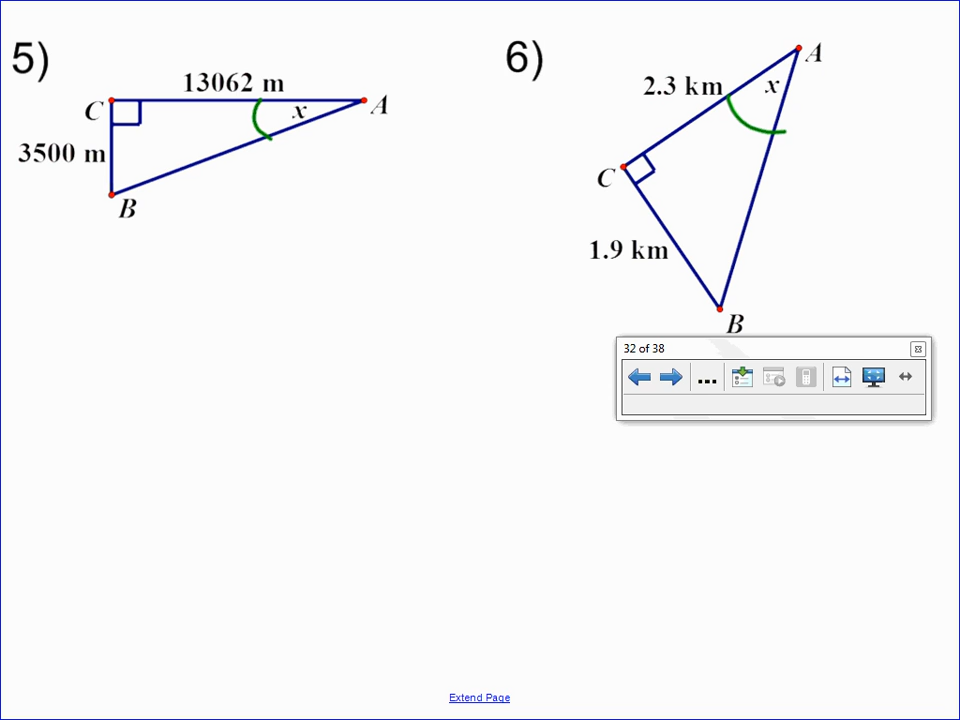 5)
13062 m
C
x
A
3500 m
B
6)
A
2.3 km
x
C
1.9 km
B
32 of 38
...
Extend Page